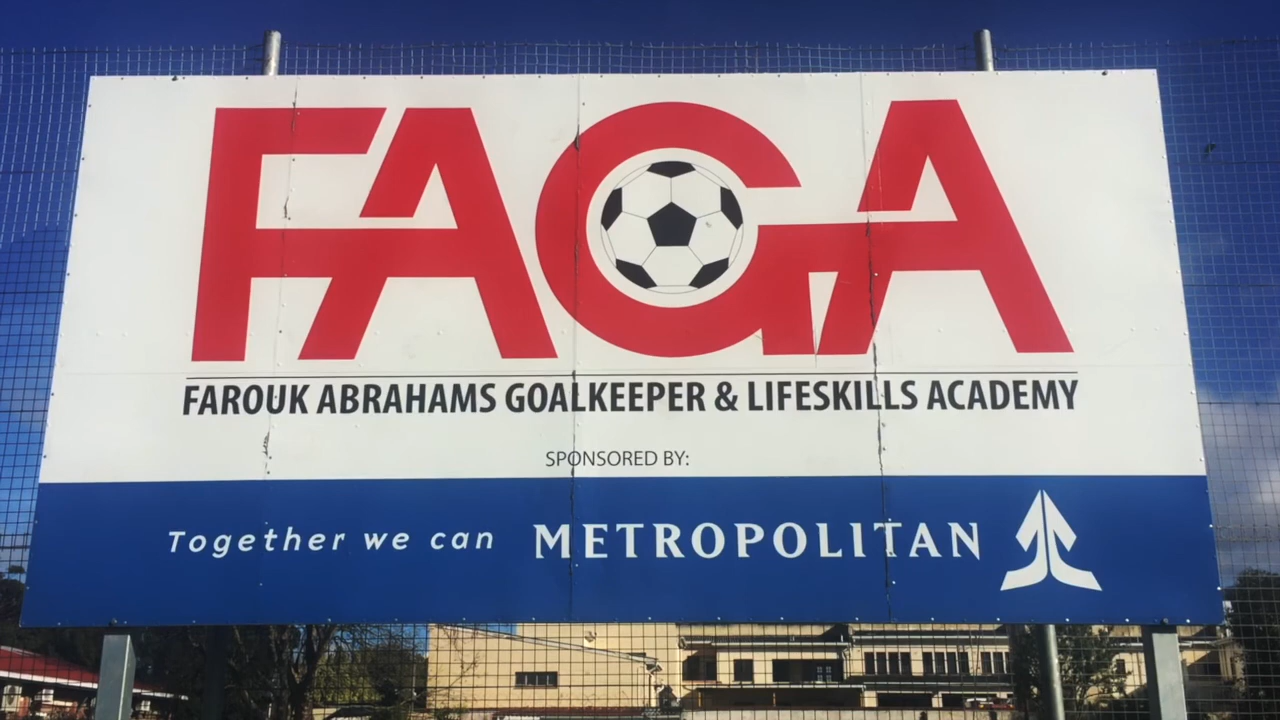 FAGA
FAROUK ABRAHAMS GOALKEEPER & LIFESKILLS ACADEMY
SPONSORED BY:
Together we can METROPOLITAN